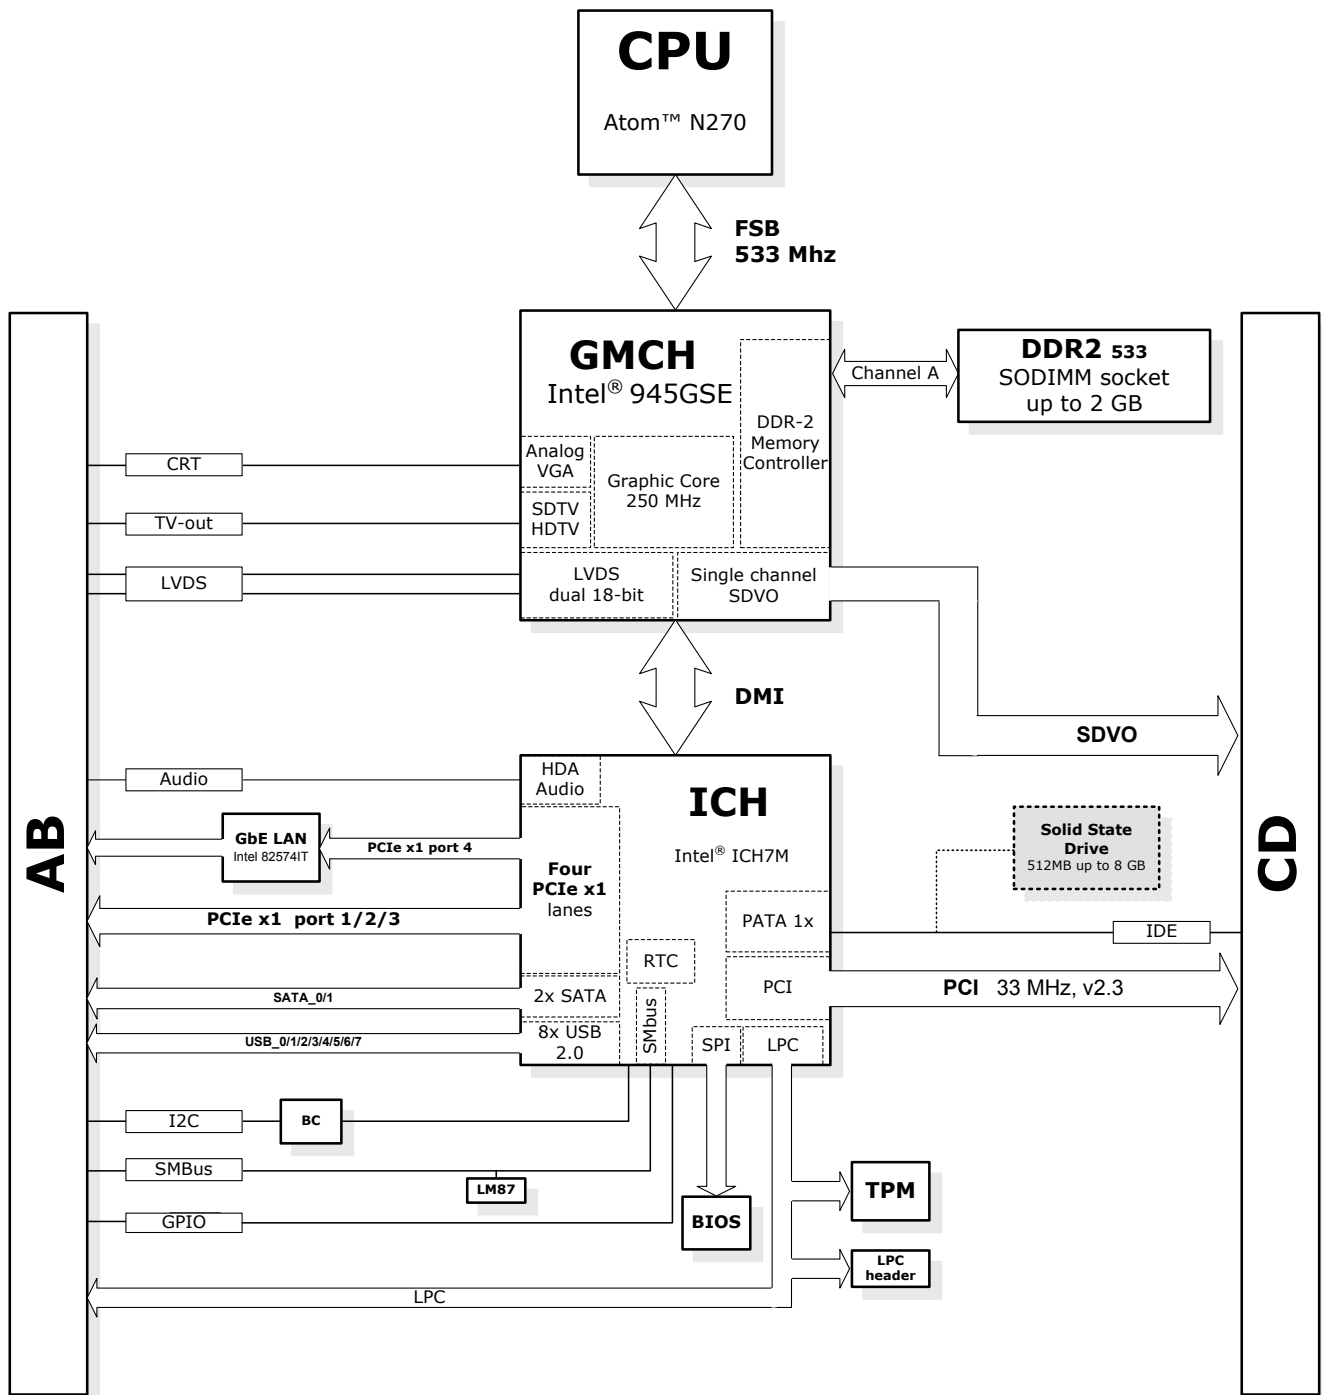 CPU
Atom™ N270
FSB
533 Mhz
GMCH
Intel® 945GSE
DDR-2
Memory
Controller
Analog
VGA
Graphic Core
250 MHz
SDTV
HDTV
LVDS
dual 18-bit
Single channel
SDVO
Channel A
DDR2 533
SODIMM socket
up to 2 GB
CRT
TV-out
LVDS
DMI
SDVO
AB
CD
Audio
HDA
Audio
ICH
Intel® ICH7M
GbE LAN
Intel 82574IT
PCIe x1 port 4
Four
PCIe x1
lanes
PCIe x1 port 1/2/3
Solid State
Drive
512MB up to 8 GB
PATA 1x
IDE
RTC
PCI
PCI 33 MHz, v2.3
SATA_0/1
2x SATA
USB_0/1/2/3/4/5/6/7
8x USB
2.0
SMbus
SPI
LPC
I2C
BC
SMBus
LM87
GPIO
BIOS
TPM
LPC
header
LPC